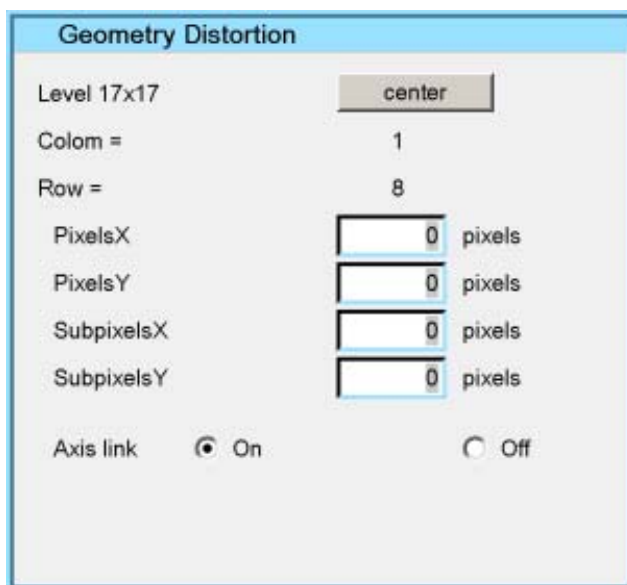 Geometry Distortion
Level 17x17 center
Colom = 1
Row = 8
PixelsX 0 pixels
PixelsY 0 pixels
SubpixelsX 0 pixels
SubpixelsY 0 pixels
Axis link On Off